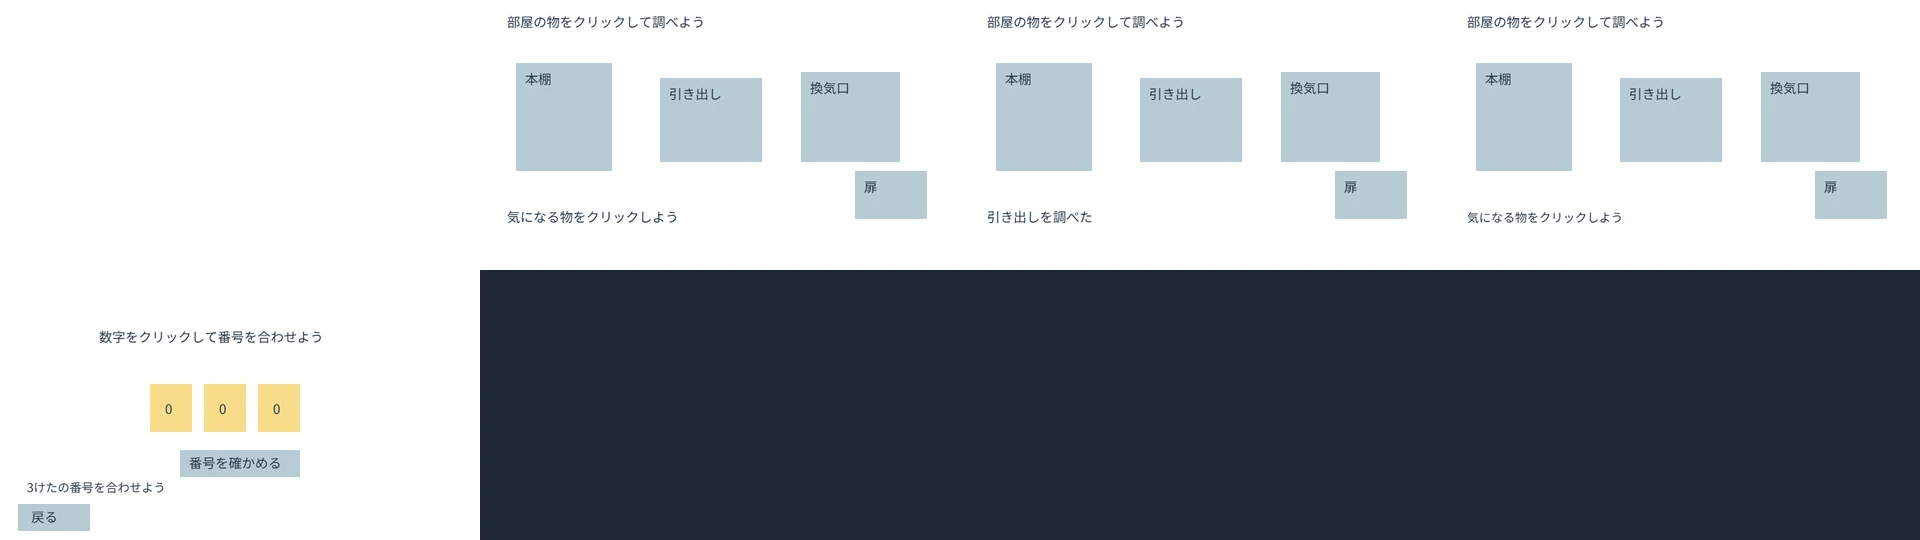 部屋の物をクリックして調べよう
本棚
引き出し
換気口
扉
気になる物をクリックしよう
部屋の物をクリックして調べよう
本棚
引き出し
換気口
扉
引き出しを調べた
部屋の物をクリックして調べよう
本棚
引き出し
換気口
扉
気になる物をクリックしよう
数字をクリックして番号を合わせよう
0 0 0
番号を確かめる
3けたの番号を合わせよう
戻る